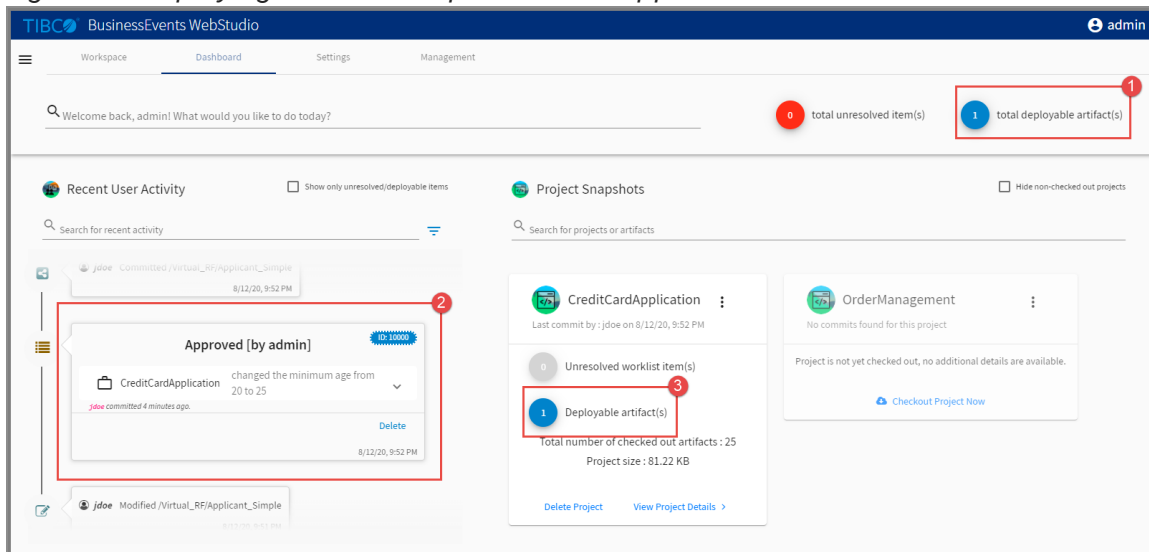 TIBCO BusinessEvents WebStudio
admin
Workspace Dashboard Settings Management
1
Welcome back, admin! What would you like to do today?
0 total unresolved item(s)
1 total deployable artifact(s)
Recent User Activity
Show only unresolved/deployable items
Search for recent activity
jdoe Committed /Virtual_RF/Applicant_Simple
8/12/20, 9:52 PM
2
Approved [by admin]
ID: 10000
CreditCardApplication
changed the minimum age from
20 to 25
jdoe committed 4 minutes ago.
Delete
8/12/20, 9:52 PM
jdoe Modified /Virtual_RF/Applicant_Simple
Project Snapshots
Hide non-checked out projects
Search for projects or artifacts
CreditCardApplication
Last commit by : jdoe on 8/12/20, 9:52 PM
0 Unresolved worklist item(s)
3
1 Deployable artifact(s)
Total number of checked out artifacts : 25
Project size : 81.22 KB
Delete Project View Project Details >
OrderManagement
No commits found for this project
Project is not yet checked out, no additional details are available.
Checkout Project Now